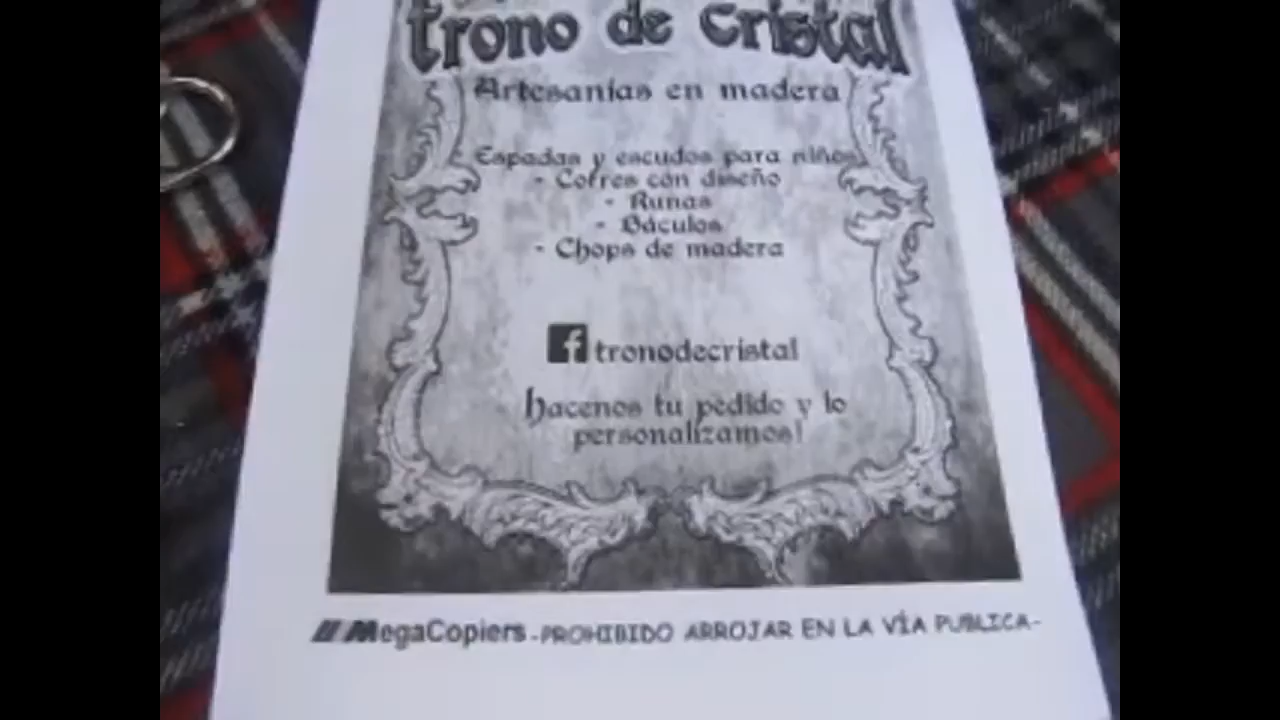 trono de cristal
Artesanías en madera
Espadas y escudos para niños
- Cofres con diseño
- Runas
- Báculos
- Chops de madera
f tronodecristal
hacenos tu pedido y lo
personalizamos!
MegaCopiers -PROHIBIDO ARROJAR EN LA VÍA PUBLICA-